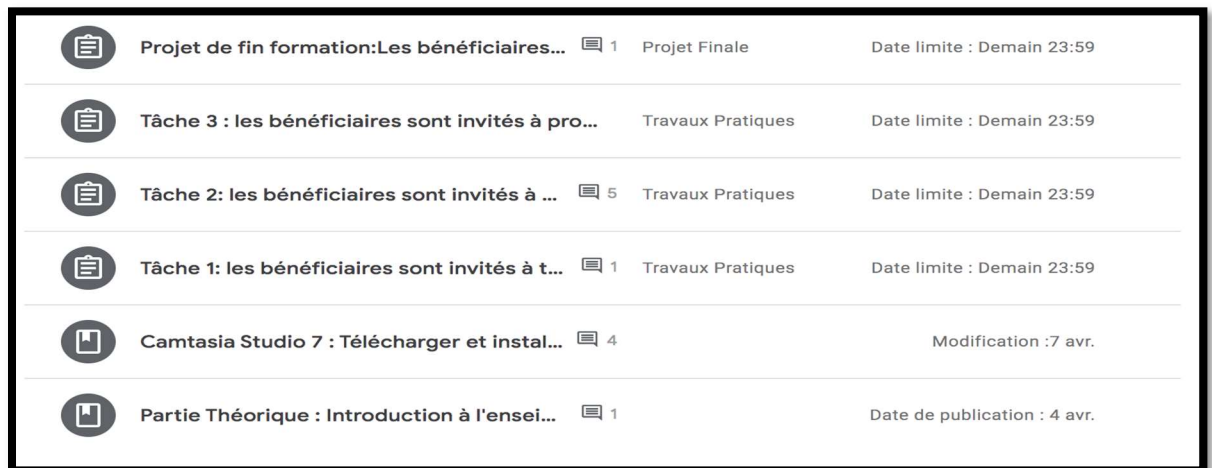 Projet de fin formation:Les bénéficiaires... 1 Projet Finale Date limite : Demain 23:59
Tâche 3 : les bénéficiaires sont invités à pro... Travaux Pratiques Date limite : Demain 23:59
Tâche 2: les bénéficiaires sont invités à ... 5 Travaux Pratiques Date limite : Demain 23:59
Tâche 1: les bénéficiaires sont invités à t... 1 Travaux Pratiques Date limite : Demain 23:59
Camtasia Studio 7 : Télécharger et instal... 4 Modification :7 avr.
Partie Théorique : Introduction à l'ensei... 1 Date de publication : 4 avr.